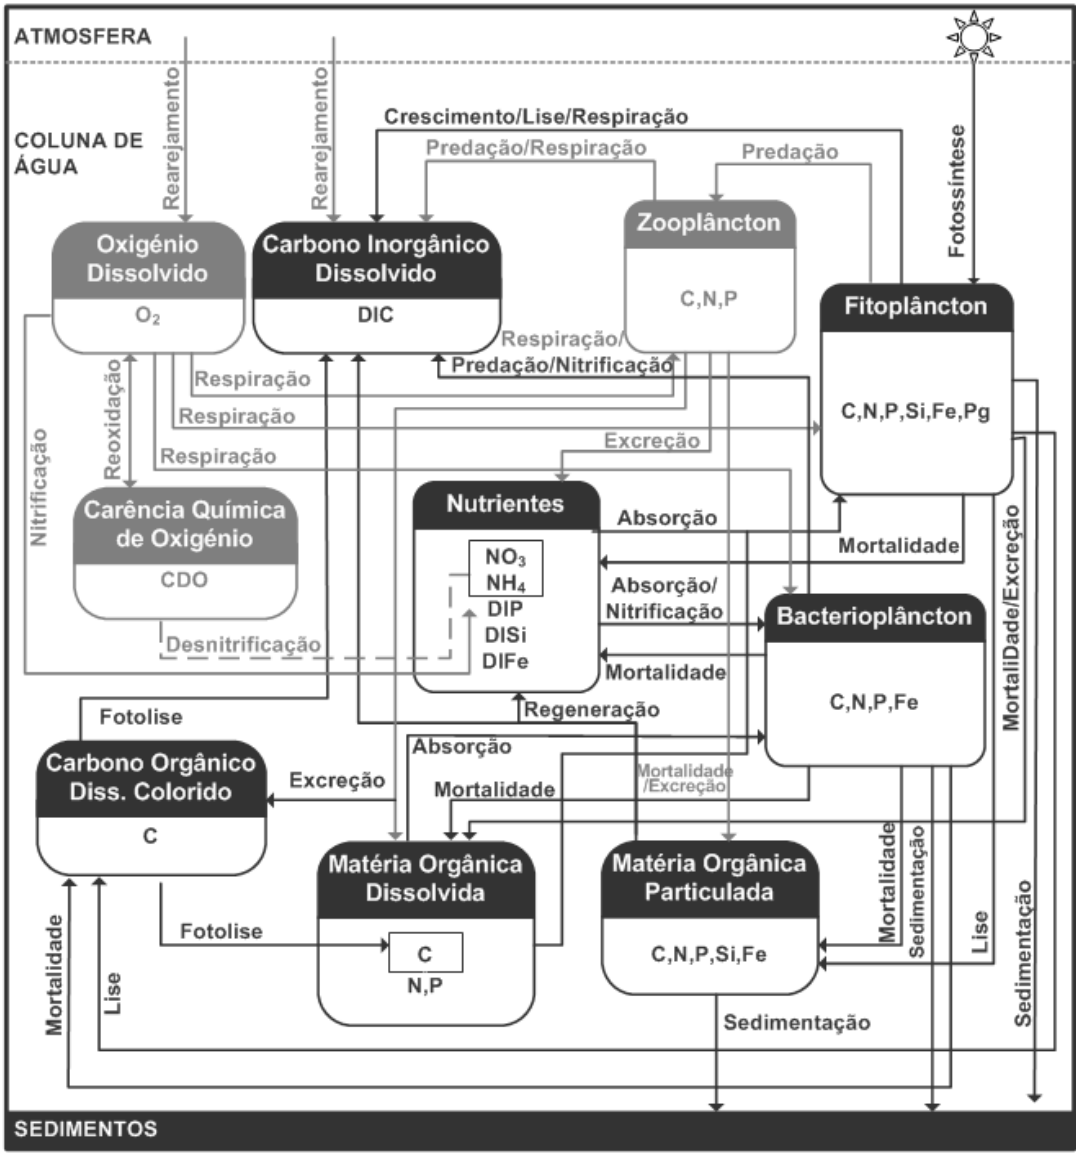 ATMOSFERA
COLUNA DE
ÁGUA
Rearejamento
Rearejamento
Crescimento/Lise/Respiração
Predação/Respiração
Predação
Fotossíntese
Oxigénio
Dissolvido
O₂
Carbono Inorgânico
Dissolvido
DIC
Zooplâncton
C,N,P
Fitoplâncton
C,N,P,Si,Fe,Pg
Respiração/
Predação/Nitrificação
Respiração
Respiração
Respiração
Reoxidação
Nitrificação
Excreção
Carência Química
de Oxigénio
CDO
Desnitrificação
Nutrientes
NO₃
NH₄
DIP
DISi
DIFe
Absorção
Mortalidade
Absorção/
Nitrificação
Mortalidade
Bacterioplâncton
C,N,P,Fe
MortaliDade/Excreção
Fotolise
Regeneração
Absorção
Carbono Orgânico
Diss. Colorido
C
Excreção
Mortalidade
Mortalidade
/Excreção
Matéria Orgânica
Dissolvida
C
N,P
Matéria Orgânica
Particulada
C,N,P,Si,Fe
Fotolise
Mortalidade
Lise
Mortalidade
Sedimentação
Lise
Sedimentação
Sedimentação
SEDIMENTOS